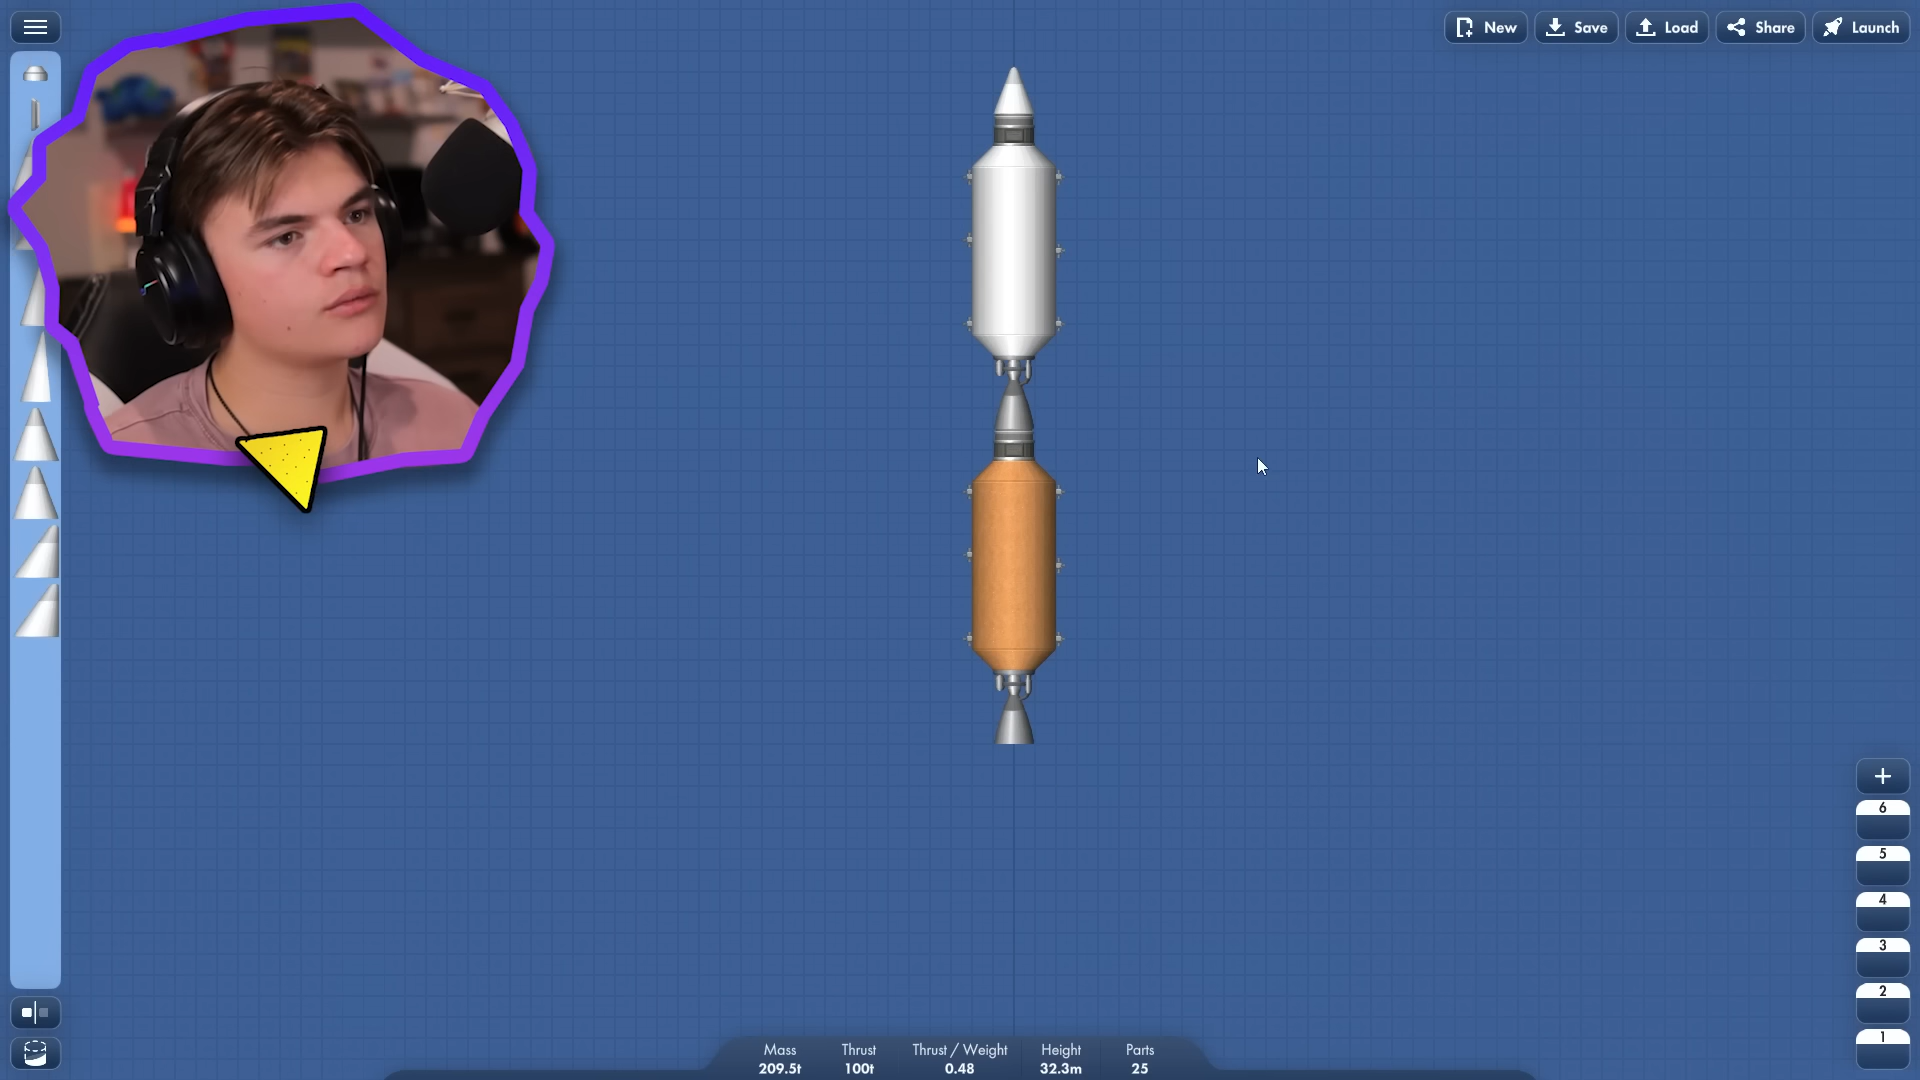 New
Save
Load
Share
Launch
6
5
4
3
2
1
Mass
209.5t
Thrust
100t
Thrust / Weight
0.48
Height
32.3m
Parts
25